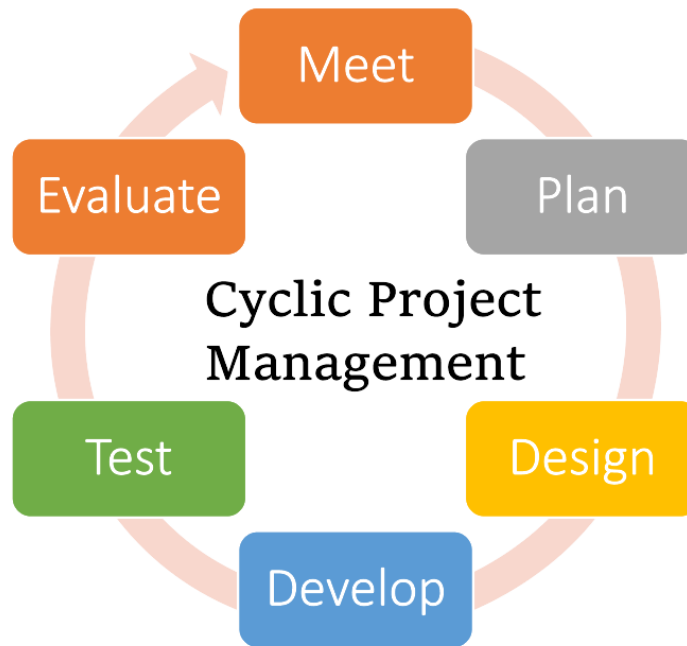 Meet
Plan
Design
Develop
Test
Evaluate
Cyclic Project
Management